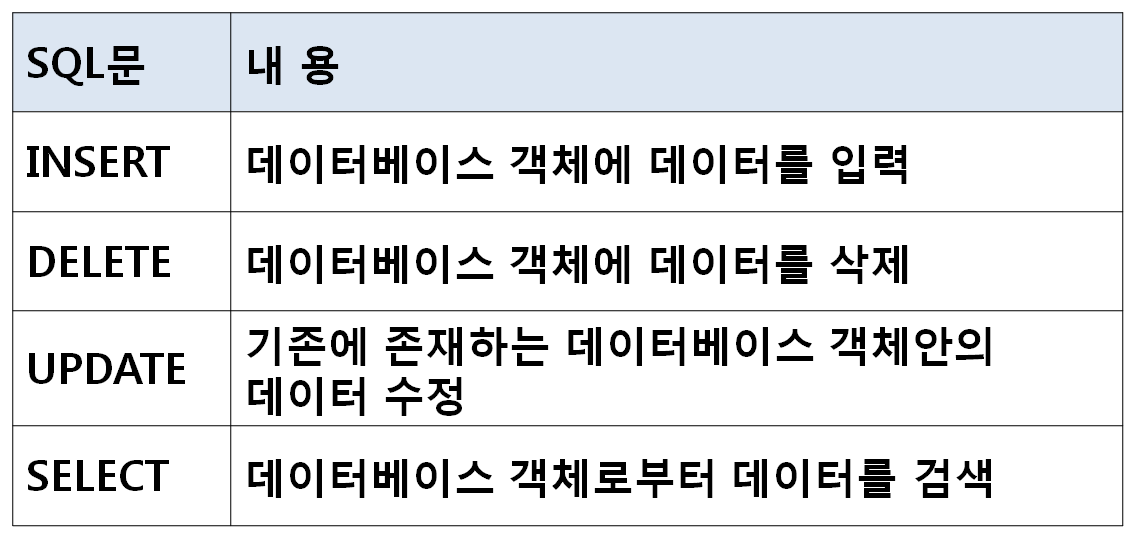 SQL문
내 용
INSERT
데이터베이스 객체에 데이터를 입력
DELETE
데이터베이스 객체에 데이터를 삭제
UPDATE
기존에 존재하는 데이터베이스 객체안의
데이터 수정
SELECT
데이터베이스 객체로부터 데이터를 검색